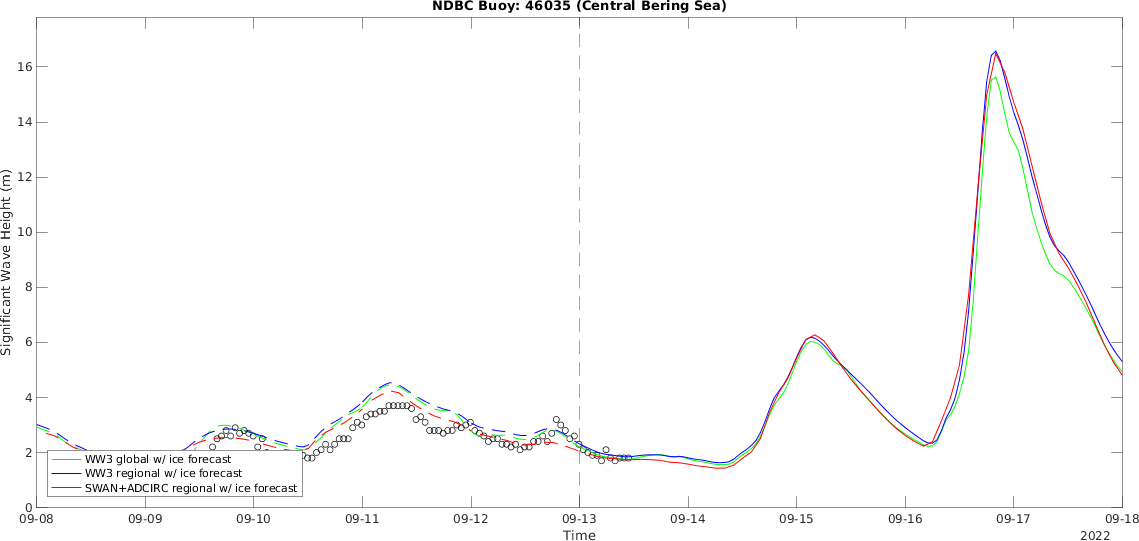 NDBC Buoy: 46035 (Central Bering Sea)
Significant Wave Height (m)
16
14
12
10
8
6
4
2
0
WW3 global w/ ice forecast
WW3 regional w/ ice forecast
SWAN+ADCIRC regional w/ ice forecast
09-08 09-09 09-10 09-11 09-12 09-13 09-14 09-15 09-16 09-17 09-18
Time
2022